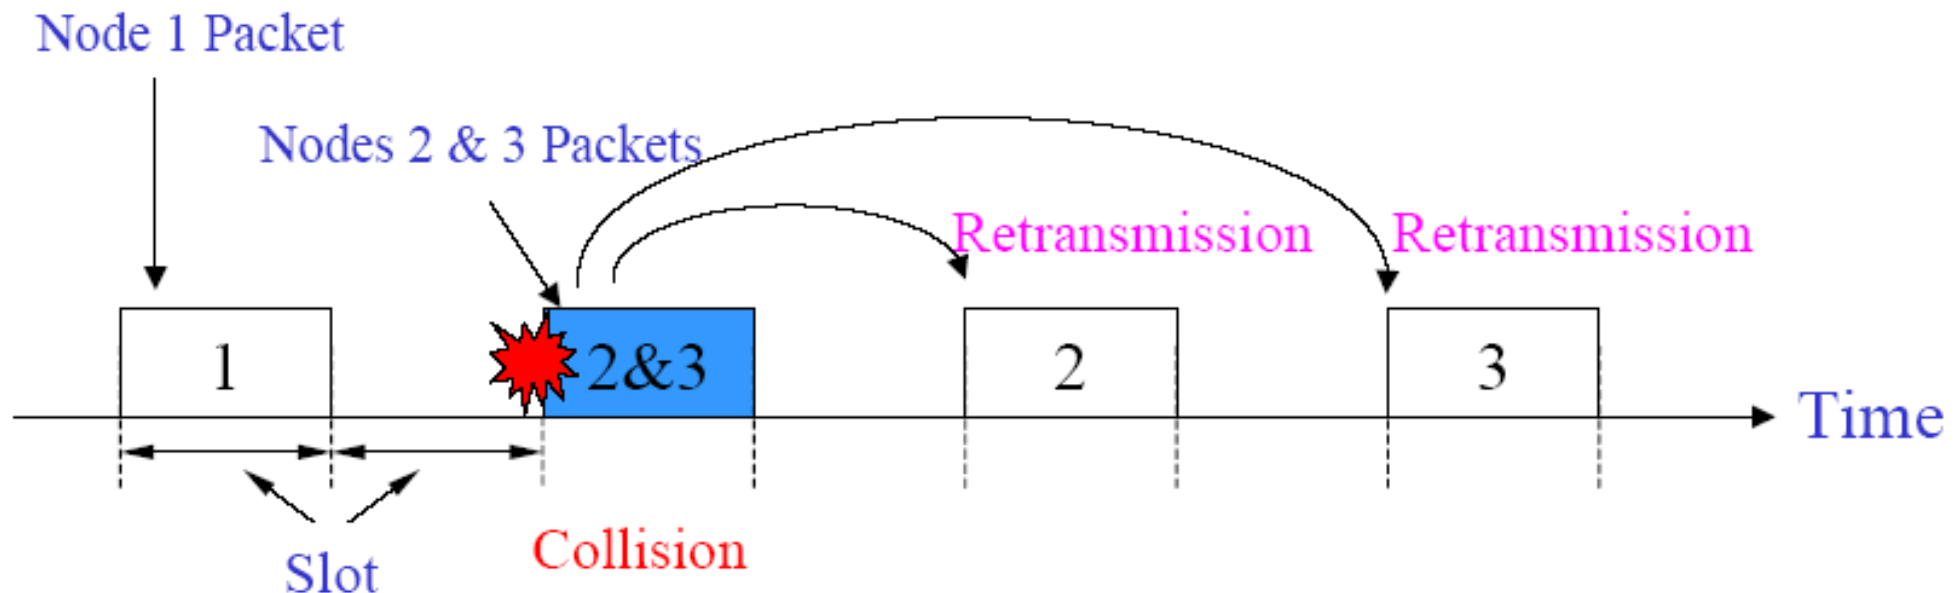 Node 1 Packet
Nodes 2 & 3 Packets
Retransmission
Retransmission
1
2&3
2
3
Time
Collision
Slot